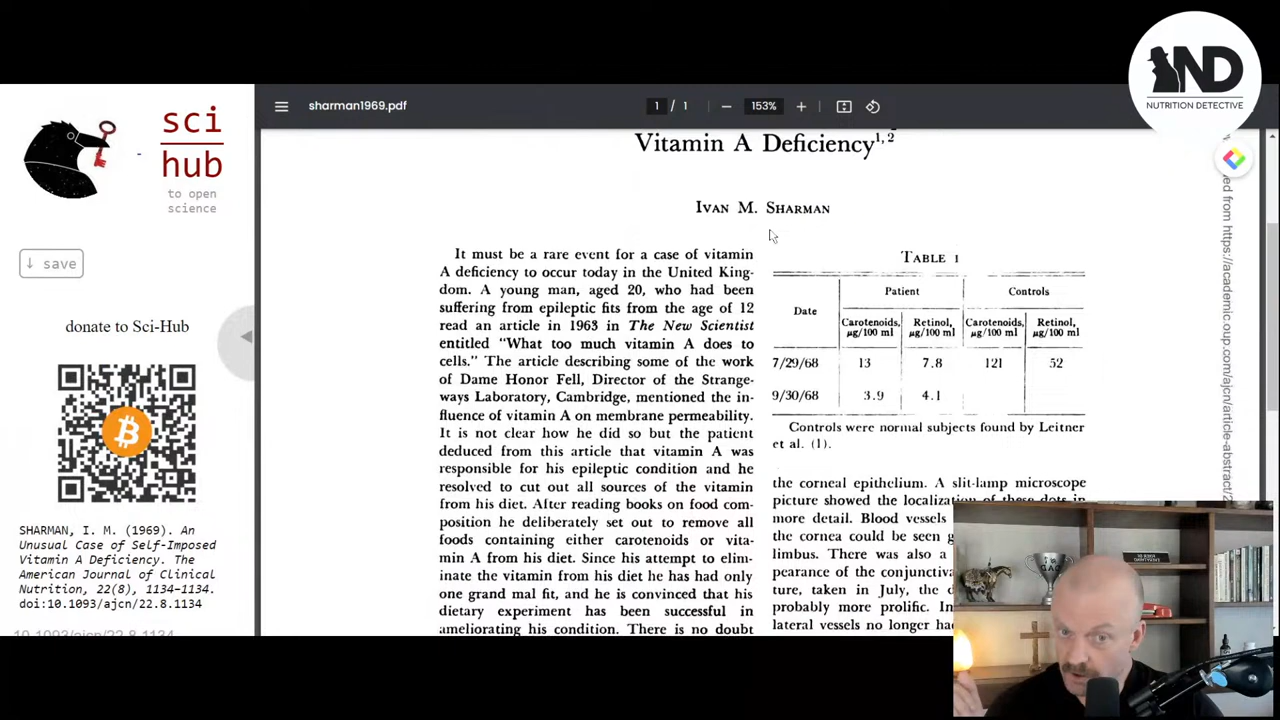 ND
NUTRITION DETECTIVE
sharman1969.pdf
1 / 1
153%
sci
hub
to open
science
↓ save
donate to Sci-Hub
SHARMAN, I. M. (1969). An
Unusual Case of Self-Imposed
Vitamin A Deficiency. The
American Journal of Clinical
Nutrition, 22(8), 1134–1134.
doi:10.1093/ajcn/22.8.1134
10.1093/ajcn/22.8.1134
Vitamin A Deficiency1,2
IVAN M. SHARMAN
It must be a rare event for a case of vitamin
A deficiency to occur today in the United King-
dom. A young man, aged 20, who had been
suffering from epileptic fits from the age of 12
read an article in 1963 in The New Scientist
entitled "What too much vitamin A does to
cells." The article describing some of the work
of Dame Honor Fell, Director of the Strange-
ways Laboratory, Cambridge, mentioned the in-
fluence of vitamin A on membrane permeability.
It is not clear how he did so but the patient
deduced from this article that vitamin A was
responsible for his epileptic condition and he
resolved to cut out all sources of the vitamin
from his diet. After reading books on food com-
position he deliberately set out to remove all
foods containing either carotenoids or vita-
min A from his diet. Since his attempt to elim-
inate the vitamin from his diet he has had only
one grand mal fit, and he is convinced that his
dietary experiment has been successful in
ameliorating his condition. There is no doubt
TABLE I
Date
Patient
Controls
Carotenoids, μg/100 ml
Retinol, μg/100 ml
Carotenoids, μg/100 ml
Retinol, μg/100 ml
7/29/68 13 7.8 121 52
9/30/68 3.9 4.1
Controls were normal subjects found by Leitner
et al. (1).
the corneal epithelium. A slit-lamp microscope
picture showed the localization of these dots in
more detail. Blood vessels
the cornea could be seen
limbus. There was also a
pearance of the conjunctiva
ture, taken in July, the
probably more prolific. In
lateral vessels no longer
ed from https://academic.oup.com/ajcn/article-abstract/2